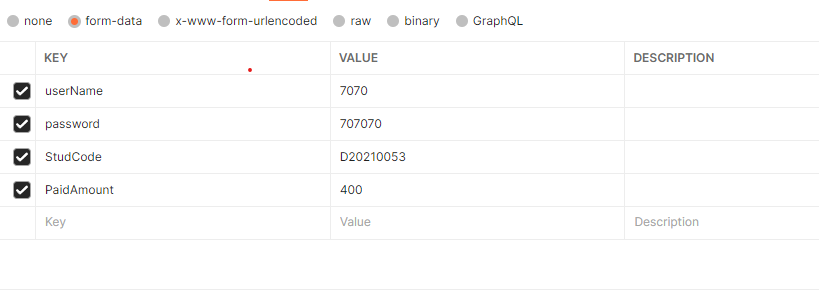 none form-data x-www-form-urlencoded raw binary GraphQL
KEY VALUE DESCRIPTION
userName 7070
password 707070
StudCode D20210053
PaidAmount 400
Key Value Description